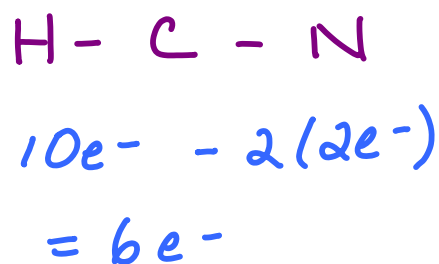 H - C - N
10e⁻ - 2(2e⁻)
= 6e⁻